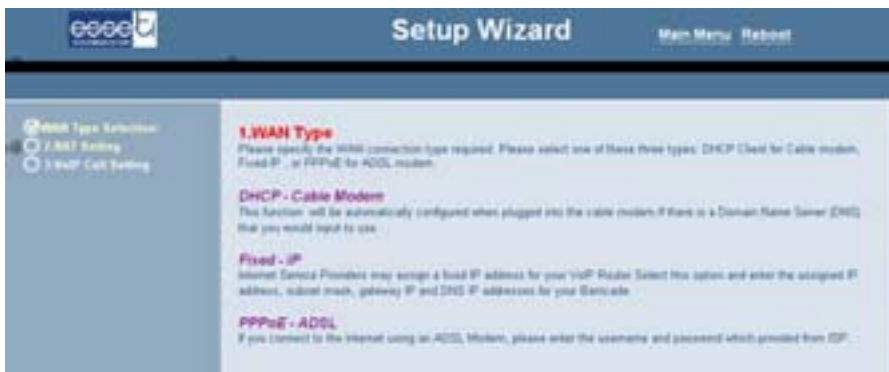 Setup Wizard
Main Menu Reboot
WAN Type Selection
2.NAT Setting
3.VoIP Call Setting
1.WAN Type
Please specify the WAN connection type required. Please select one of these three types: DHCP Client for Cable modem,
Fixed-IP , or PPPoE for ADSL modem.
DHCP - Cable Modem
This function will be automatically configured when plugged into the cable modem.If there is a Domain Name Server (DNS)
that you would input to use.
Fixed - IP
Internet Service Providers may assign a fixed IP address for your VoIP Router.Select this option and enter the assigned IP
address, subnet mask, gateway IP and DNS IP addresses for your Barricade.
PPPoE - ADSL
If you connect to the Internet using an ADSL Modem, please enter the username and password which provided from ISP.